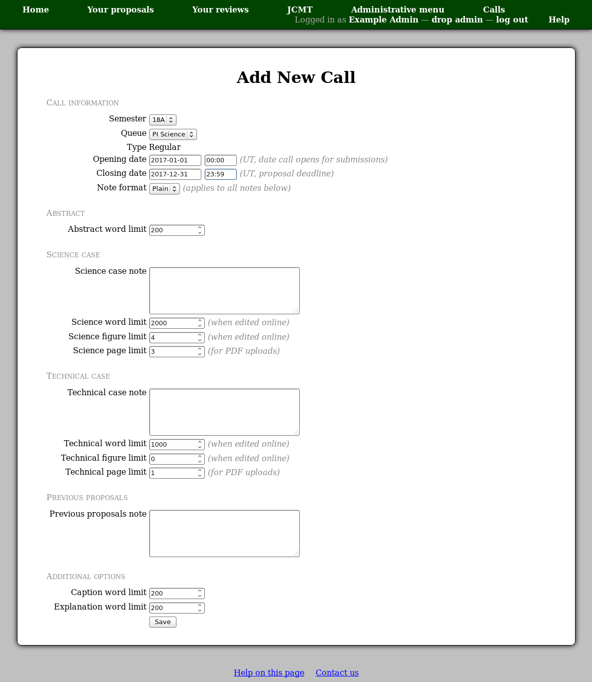 Home Your proposals Your reviews JCMT Administrative menu Calls
Logged in as Example Admin — drop admin — log out Help
Add New Call
Call information
Semester 18A
Queue PI Science
Type Regular
Opening date 2017-01-01 00:00 (UT, date call opens for submissions)
Closing date 2017-12-31 23:59 (UT, proposal deadline)
Note format Plain (applies to all notes below)
Abstract
Abstract word limit 200
Science case
Science case note
Science word limit 2000 (when edited online)
Science figure limit 4 (when edited online)
Science page limit 3 (for PDF uploads)
Technical case
Technical case note
Technical word limit 1000 (when edited online)
Technical figure limit 0 (when edited online)
Technical page limit 1 (for PDF uploads)
Previous proposals
Previous proposals note
Additional options
Caption word limit 200
Explanation word limit 200
Save
Help on this page Contact us